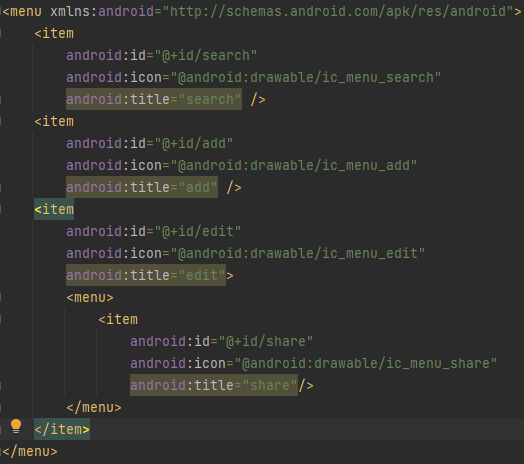 <menu xmlns:android="http://schemas.android.com/apk/res/android">
    <item
        android:id="@+id/search"
        android:icon="@android:drawable/ic_menu_search"
        android:title="search" />
    <item
        android:id="@+id/add"
        android:icon="@android:drawable/ic_menu_add"
        android:title="add" />
    <item
        android:id="@+id/edit"
        android:icon="@android:drawable/ic_menu_edit"
        android:title="edit">
        <menu>
            <item
                android:id="@+id/share"
                android:icon="@android:drawable/ic_menu_share"
                android:title="share"/>
        </menu>
    </item>
</menu>